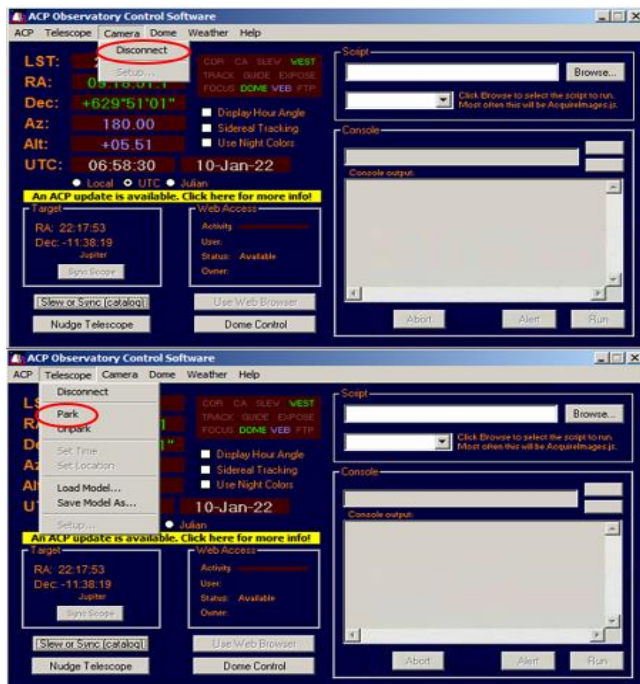 ACP Observatory Control Software
ACP Telescope Camera Dome Weather Help
Disconnect
Setup...
LST:
COR CAL SLEW WEST
TRACK GUIDE EXPOSE
FOCUS DOME WEB FTP
RA:
Dec: +629°51'01"
Az: 180.00
Alt: +05.51
UTC: 06:58:30 10-Jan-22
Display Hour Angle
Sidereal Tracking
Use Night Colors
Local UTC Julian
An ACP update is available. Click here for more info!
Target
RA: 22:17:53
Dec: -11:38:19
Jupiter
Sync Scope
Web Access
Activity
User:
Status: Available
Owner:
Slew or Sync (catalog)
Use Web Browser
Nudge Telescope
Dome Control
Script
Browse...
Click Browse to select the script to run.
Most often this will be AcquireImages.js.
Console
Console output:
Abort Alert Run
ACP Observatory Control Software
ACP Telescope Camera Dome Weather Help
Disconnect
Park
Unpark
Set Time
Set Location
Load Model...
Save Model As...
Setup...
COR CAL SLEW WEST
TRACK GUIDE EXPOSE
FOCUS DOME WEB FTP
Display Hour Angle
Sidereal Tracking
Use Night Colors
10-Jan-22
Julian
An ACP update is available. Click here for more info!
Target
RA: 22:17:53
Dec: -11:38:19
Jupiter
Sync Scope
Web Access
Activity
User:
Status: Available
Owner:
Slew or Sync (catalog)
Use Web Browser
Nudge Telescope
Dome Control
Script
Browse...
Click Browse to select the script to run.
Most often this will be AcquireImages.js.
Console
Console output:
Abort Alert Run